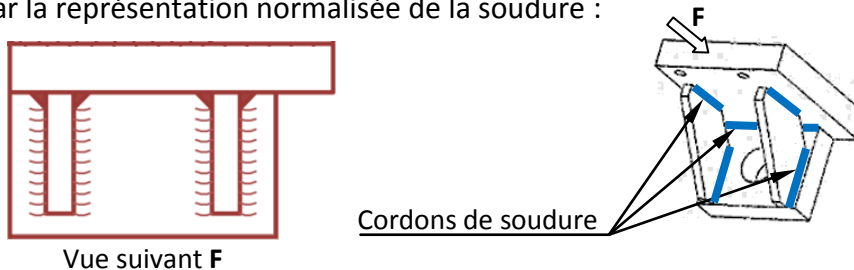 ar la représentation normalisée de la soudure :
F
Cordons de soudure
Vue suivant F